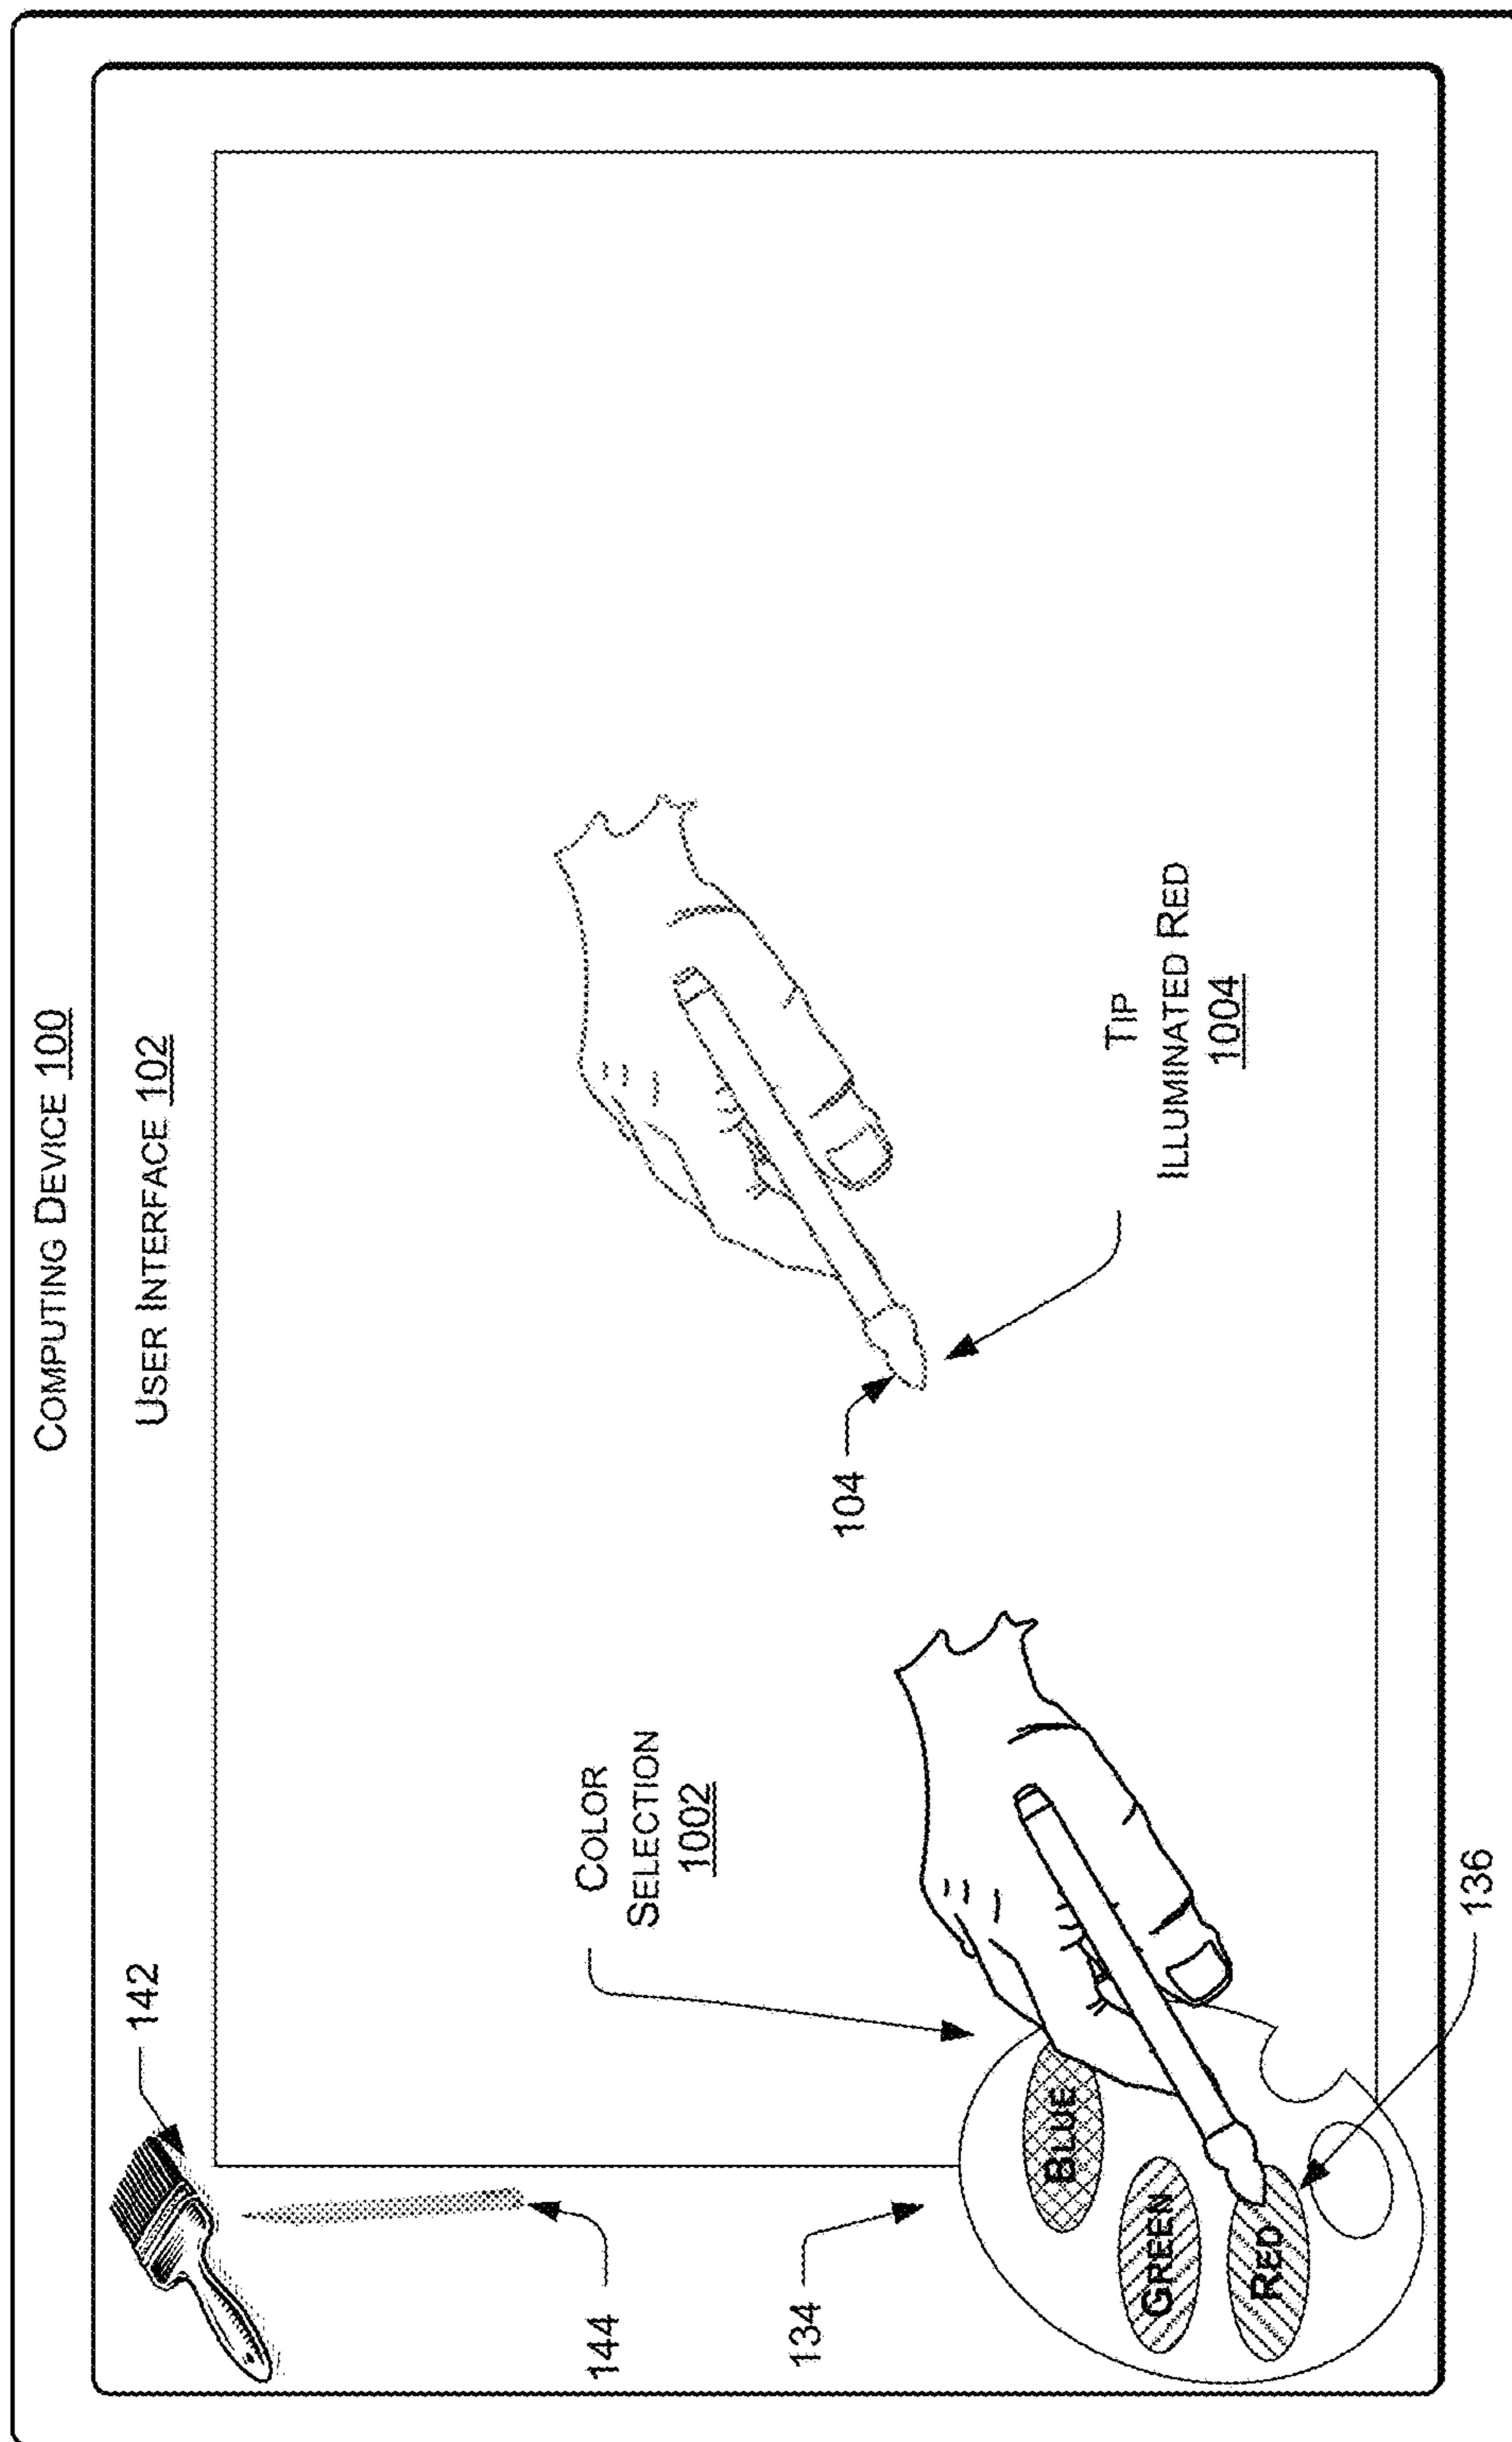 COMPUTING DEVICE 100
USER INTERFACE 102
142
144
COLOR
SELECTION
1002
134
104
TIP
ILLUMINATED RED
1004
BLUE
GREEN
RED
136